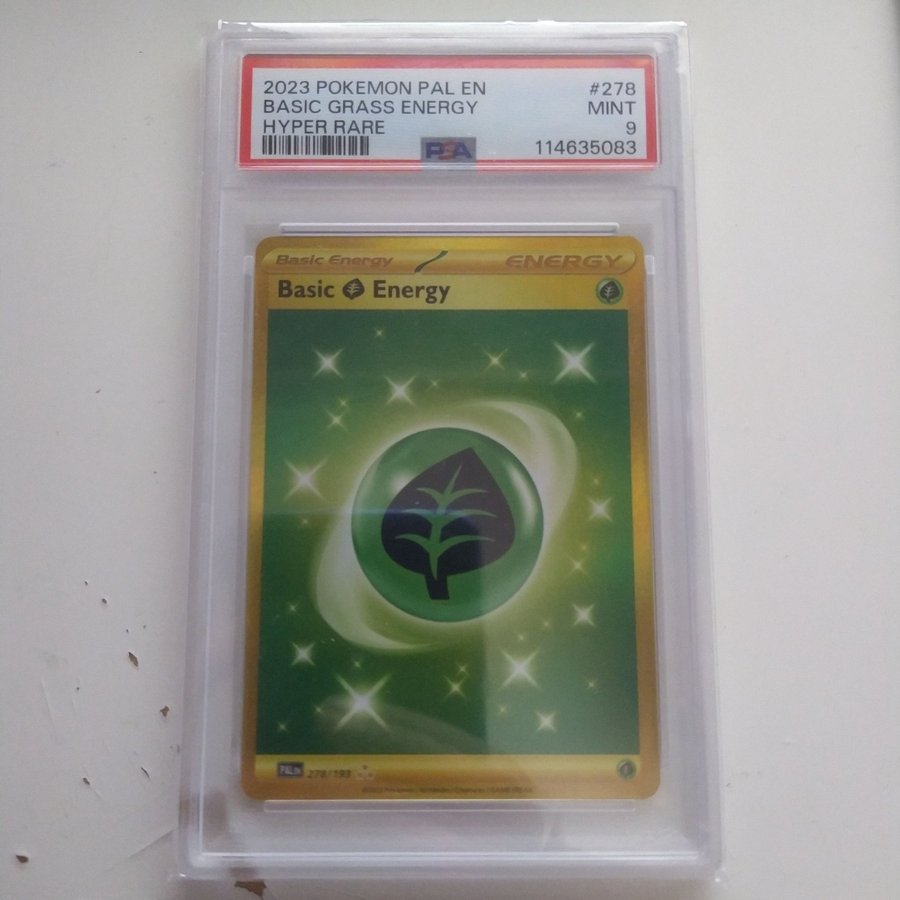 2023 POKEMON PAL EN #278
BASIC GRASS ENERGY MINT
HYPER RARE 9
PSA 114635083
Basic Energy ENERGY
Basic Energy
PAL EN 278/193